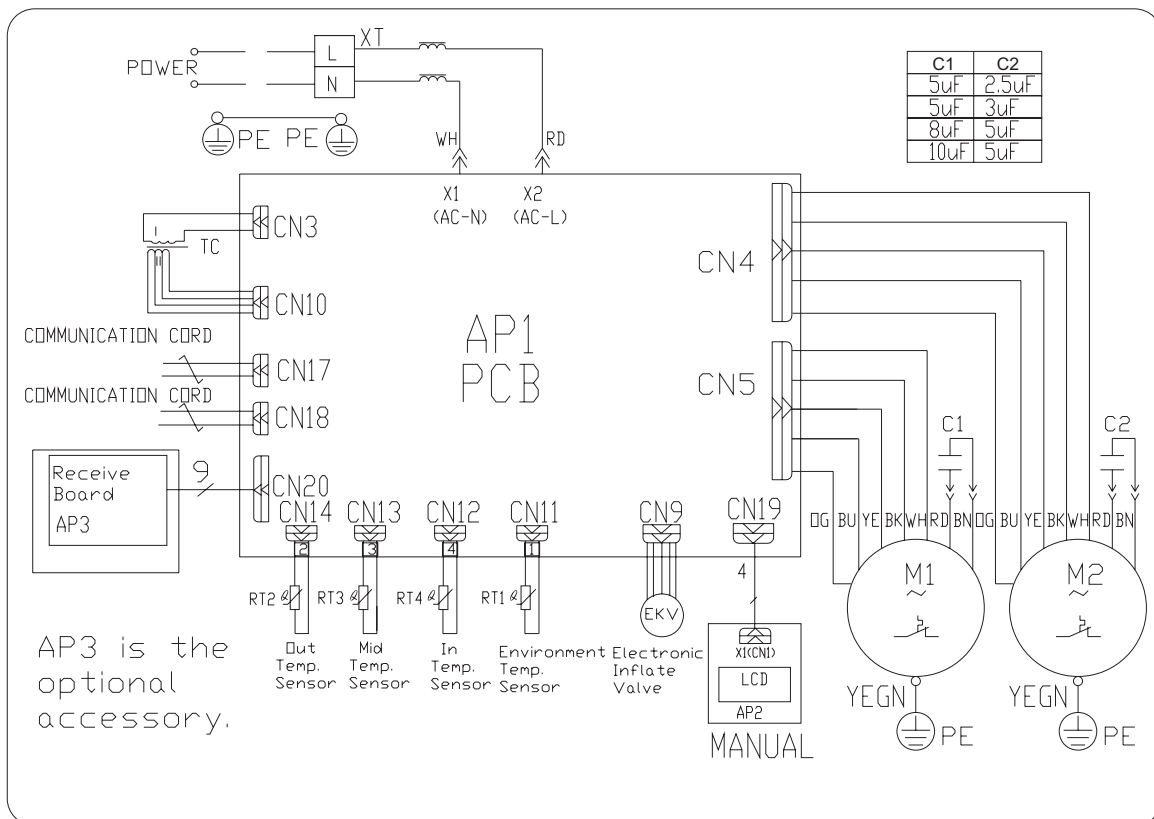 POWER
L
XT
N
PE PE
WH
RD
X1
(AC-N)
X2
(AC-L)
C1 C2
5uF 2.5uF
5uF 3uF
8uF 5uF
10uF 5uF
CN3
I
TC
II
CN10
COMMUNICATION CORD
CN17
COMMUNICATION CORD
CN18
Receive
Board
AP3
9
CN20
AP1
PCB
CN4
CN5
CN14
CN13
CN12
CN11
CN9
CN19
2
3
4
1
4
RT2
RT3
RT4
RT1
EKV
Out
Temp.
Sensor
Mid
Temp.
Sensor
In
Temp.
Sensor
Environment
Temp.
Sensor
Electronic
Inflate
Valve
X1(CN1)
LCD
AP2
MANUAL
C1
C2
OG BU YE BK WH RD BN
OG BU YE BK WH RD BN
M1
~
M2
~
YEGN
PE
YEGN
PE
AP3 is the
optional
accessory.